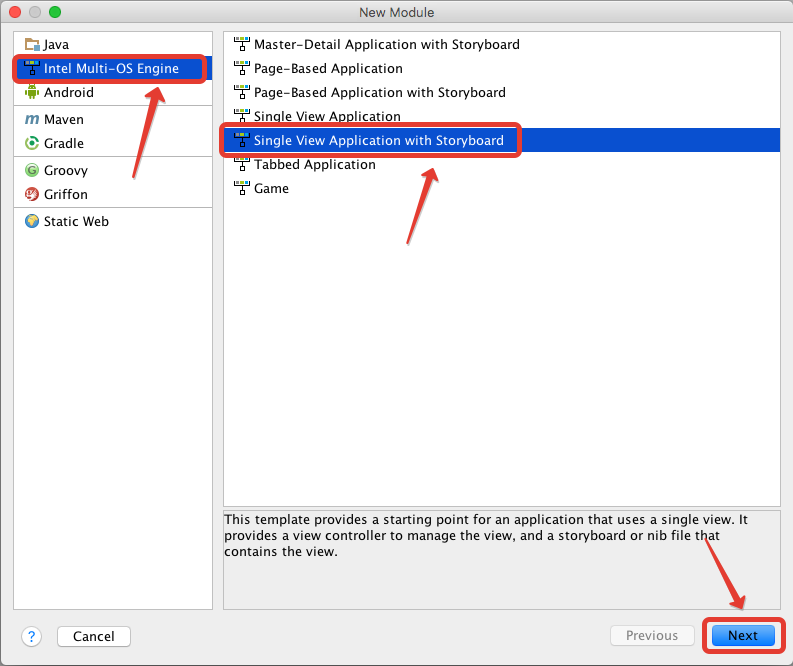 New Module
Java
Intel Multi-OS Engine
Android
m Maven
Gradle
G Groovy
Griffon
Static Web
Master-Detail Application with Storyboard
Page-Based Application
Page-Based Application with Storyboard
Single View Application
Single View Application with Storyboard
Tabbed Application
Game
This template provides a starting point for an application that uses a single view. It
provides a view controller to manage the view, and a storyboard or nib file that
contains the view.
? Cancel Previous Next